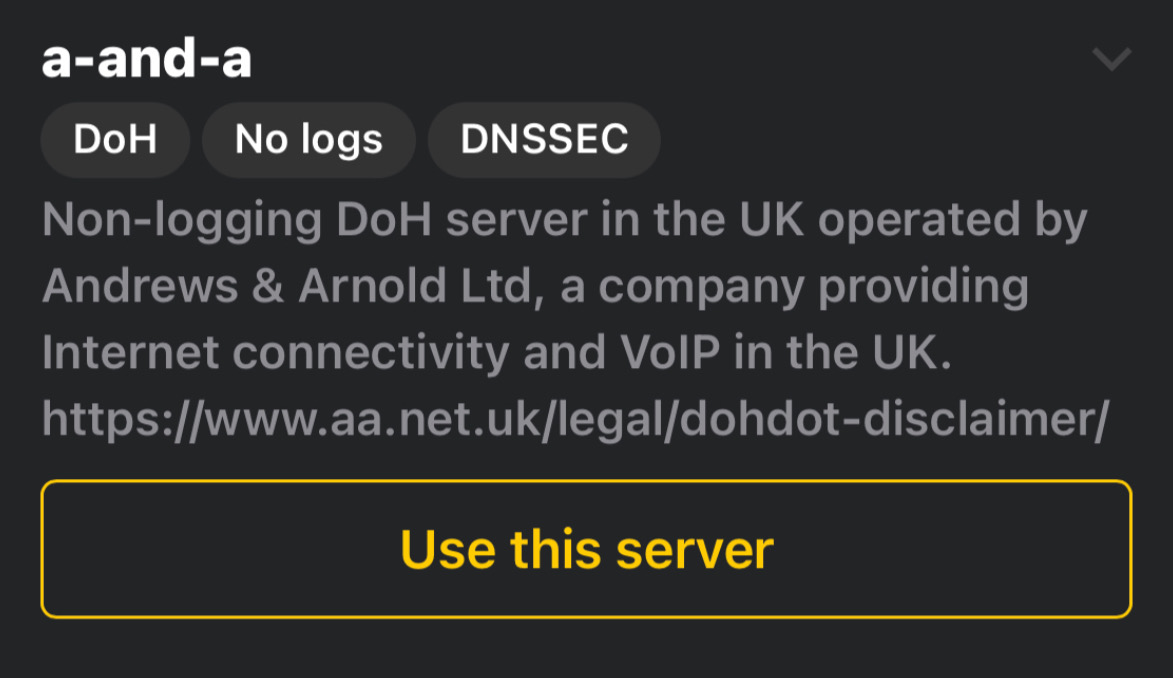 a-and-a
DoH No logs DNSSEC
Non-logging DoH server in the UK operated by
Andrews & Arnold Ltd, a company providing
Internet connectivity and VoIP in the UK.
https://www.aa.net.uk/legal/dohdot-disclaimer/
Use this server